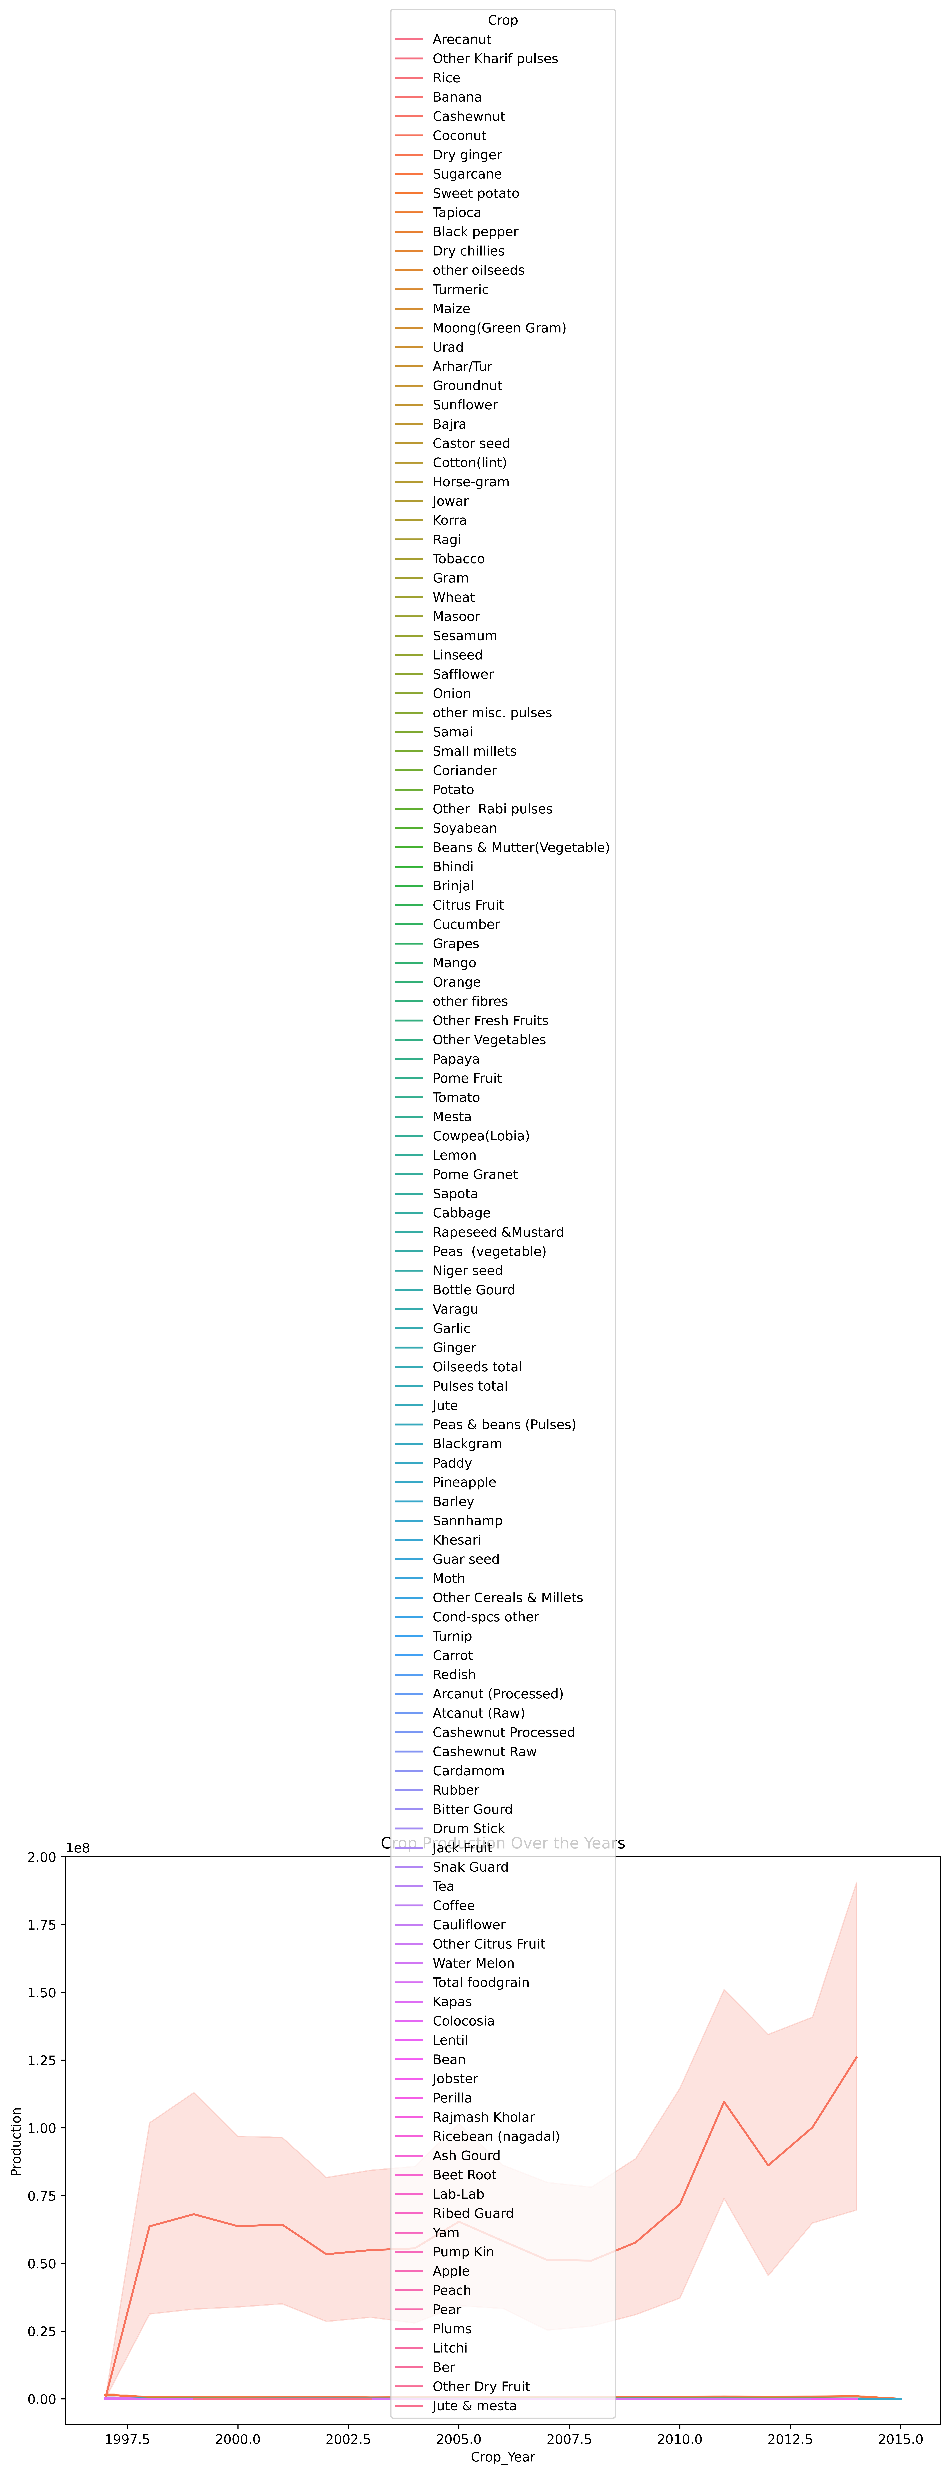 Crop
Arecanut
Other Kharif pulses
Rice
Banana
Cashewnut
Coconut
Dry ginger
Sugarcane
Sweet potato
Tapioca
Black pepper
Dry chillies
other oilseeds
Turmeric
Maize
Moong(Green Gram)
Urad
Arhar/Tur
Groundnut
Sunflower
Bajra
Castor seed
Cotton(lint)
Horse-gram
Jowar
Korra
Ragi
Tobacco
Gram
Wheat
Masoor
Sesamum
Linseed
Safflower
Onion
other misc. pulses
Samai
Small millets
Coriander
Potato
Other  Rabi pulses
Soyabean
Beans & Mutter(Vegetable)
Bhindi
Brinjal
Citrus Fruit
Cucumber
Grapes
Mango
Orange
other fibres
Other Fresh Fruits
Other Vegetables
Papaya
Pome Fruit
Tomato
Mesta
Cowpea(Lobia)
Lemon
Pome Granet
Sapota
Cabbage
Rapeseed &Mustard
Peas  (vegetable)
Niger seed
Bottle Gourd
Varagu
Garlic
Ginger
Oilseeds total
Pulses total
Jute
Peas & beans (Pulses)
Blackgram
Paddy
Pineapple
Barley
Sannhamp
Khesari
Guar seed
Moth
Other Cereals & Millets
Cond-spcs other
Turnip
Carrot
Redish
Arcanut (Processed)
Atcanut (Raw)
Cashewnut Processed
Cashewnut Raw
Cardamom
Rubber
Bitter Gourd
Drum Stick
Jack Fruit
Snak Guard
Tea
Coffee
Cauliflower
Other Citrus Fruit
Water Melon
Total foodgrain
Kapas
Colocosia
Lentil
Bean
Jobster
Perilla
Rajmash Kholar
Ricebean (nagadal)
Ash Gourd
Beet Root
Lab-Lab
Ribed Guard
Yam
Pump Kin
Apple
Peach
Pear
Plums
Litchi
Ber
Other Dry Fruit
Jute & mesta
Crop Production Over the Years
1e8
2.00
1.75
1.50
1.25
1.00
0.75
0.50
0.25
0.00
Production
1997.5
2000.0
2002.5
2005.0
2007.5
2010.0
2012.5
2015.0
Crop_Year